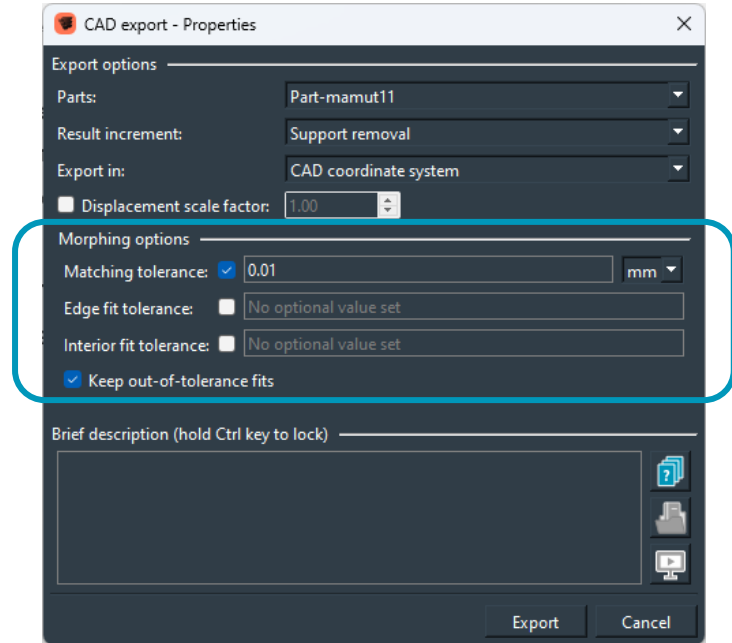 CAD export - Properties
Export options
Parts: Part-mamut11
Result increment: Support removal
Export in: CAD coordinate system
Displacement scale factor: 1.00
Morphing options
Matching tolerance: 0.01 mm
Edge fit tolerance: No optional value set
Interior fit tolerance: No optional value set
Keep out-of-tolerance fits
Brief description (hold Ctrl key to lock)
?
Export Cancel